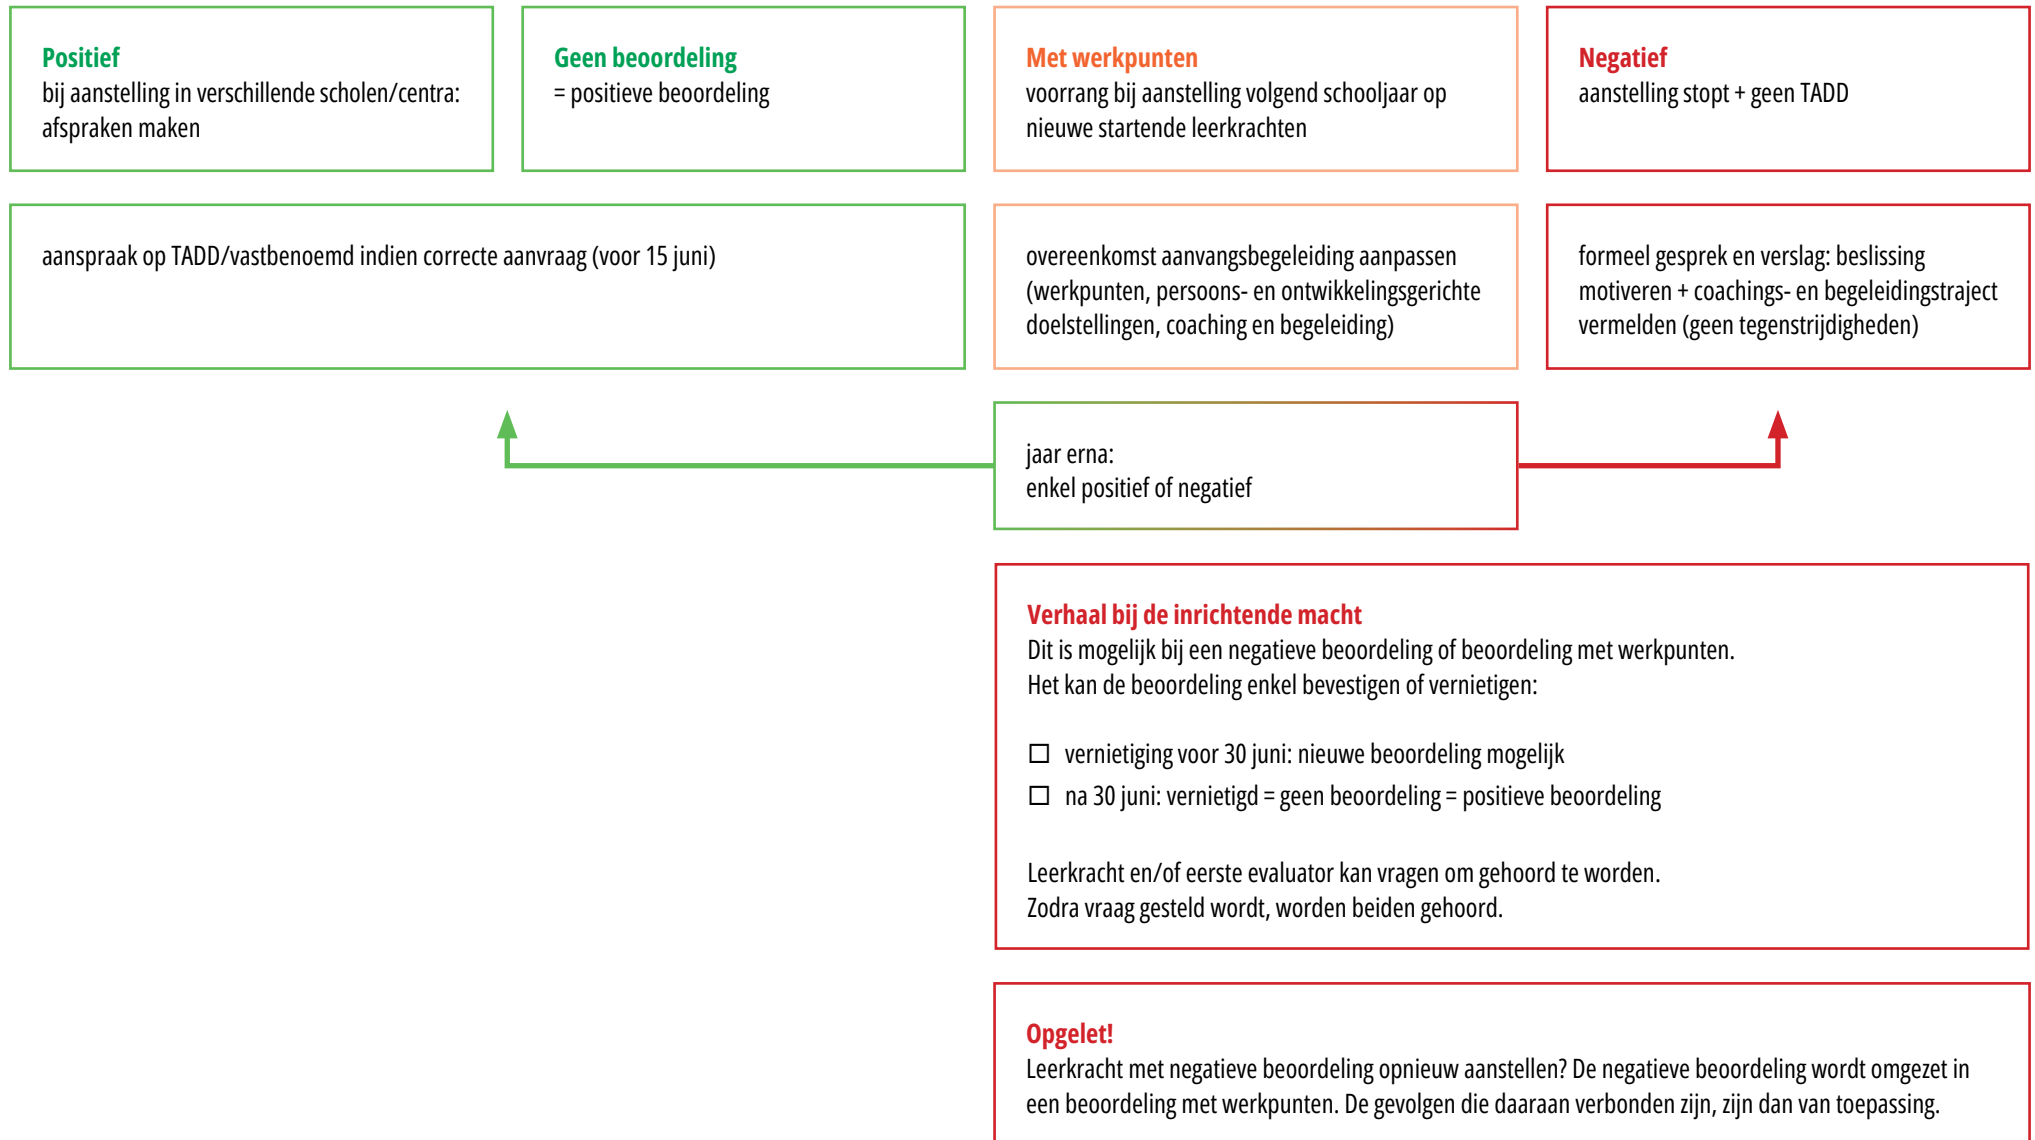 Positief
bij aanstelling in verschillende scholen/centra:
afspraken maken
Geen beoordeling
= positieve beoordeling
Met werkpunten
voorrang bij aanstelling volgend schooljaar op
nieuwe startende leerkrachten
Negatief
aanstelling stopt + geen TADD
aanspraak op TADD/vastbenoemd indien correcte aanvraag (voor 15 juni)
overeenkomst aanvangsbegeleiding aanpassen
(werkpunten, persoons- en ontwikkelingsgerichte
doelstellingen, coaching en begeleiding)
formeel gesprek en verslag: beslissing
motiveren + coachings- en begeleidingstraject
vermelden (geen tegenstrijdigheden)
jaar erna:
enkel positief of negatief
Verhaal bij de inrichtende macht
Dit is mogelijk bij een negatieve beoordeling of beoordeling met werkpunten.
Het kan de beoordeling enkel bevestigen of vernietigen:
☐ vernietiging voor 30 juni: nieuwe beoordeling mogelijk
☐ na 30 juni: vernietigd = geen beoordeling = positieve beoordeling
Leerkracht en/of eerste evaluator kan vragen om gehoord te worden.
Zodra vraag gesteld wordt, worden beiden gehoord.
Opgelet!
Leerkracht met negatieve beoordeling opnieuw aanstellen? De negatieve beoordeling wordt omgezet in
een beoordeling met werkpunten. De gevolgen die daaraan verbonden zijn, zijn dan van toepassing.